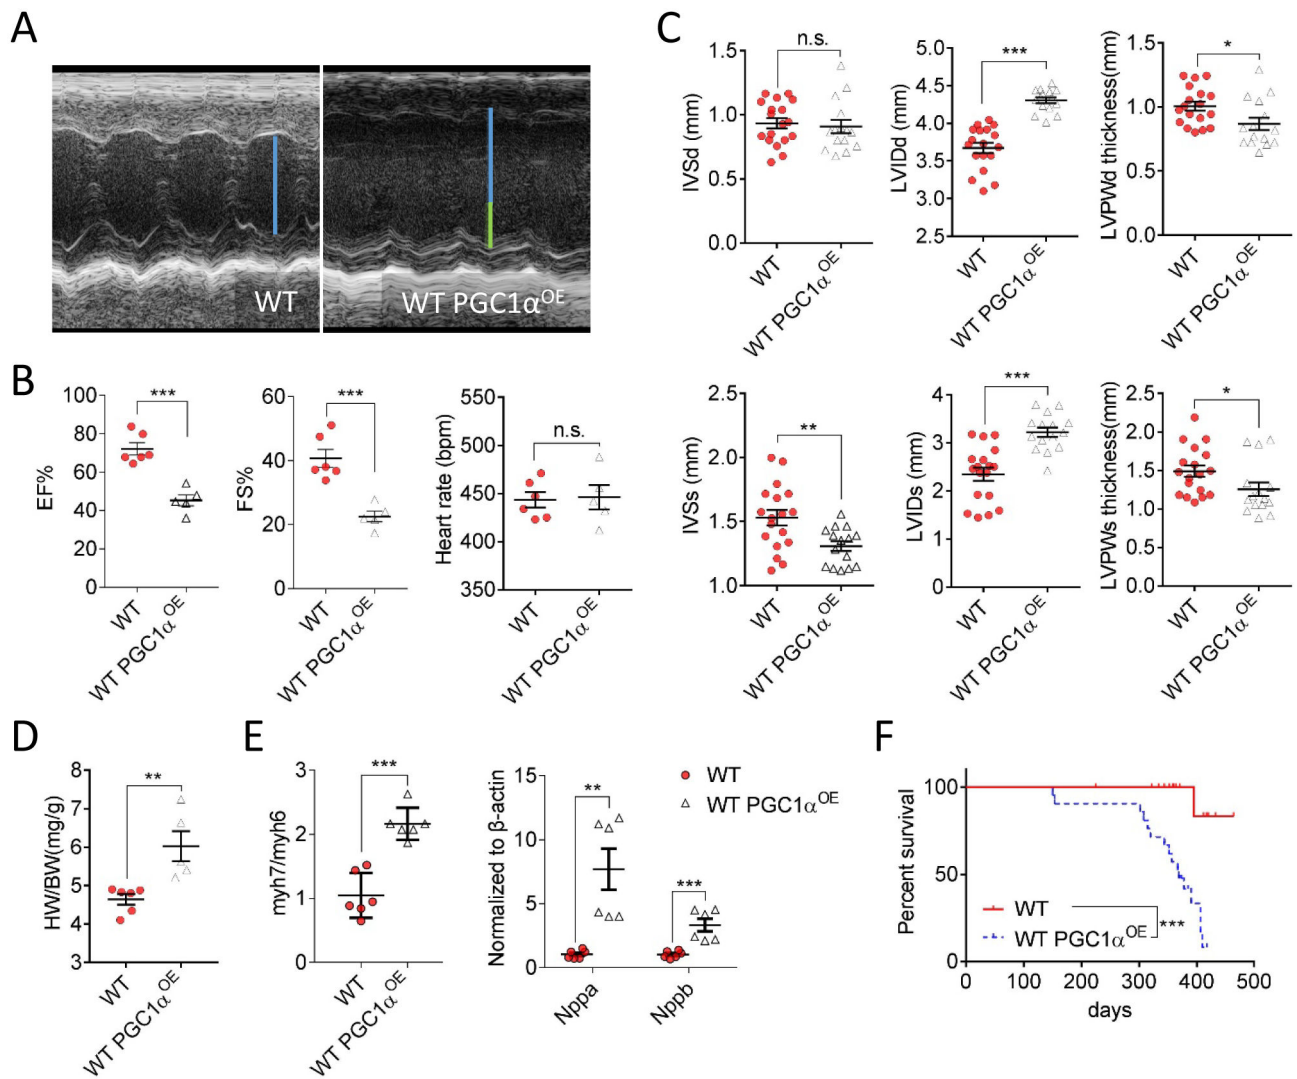 A
WT
WT PGC1α^OE
B
EF%
100
80
60
40
20
0
***
WT
WT PGC1α^OE
FS%
60
40
20
0
***
WT
WT PGC1α^OE
Heart rate (bpm)
550
500
450
400
350
n.s.
WT
WT PGC1α^OE
C
IVSd (mm)
1.5
1.0
0.5
0.0
n.s.
WT
WT PGC1α^OE
LVIDd (mm)
5.0
4.5
4.0
3.5
3.0
2.5
***
WT
WT PGC1α^OE
LVPWd thickness(mm)
1.5
1.0
0.5
0.0
*
WT
WT PGC1α^OE
IVSs (mm)
2.5
2.0
1.5
1.0
**
WT
WT PGC1α^OE
LVIDs (mm)
4
3
2
1
0
***
WT
WT PGC1α^OE
LVPWs thickness(mm)
2.5
2.0
1.5
1.0
0.5
0.0
*
WT
WT PGC1α^OE
D
HW/BW(mg/g)
8
7
6
5
4
3
**
WT
WT PGC1α^OE
E
myh7/myh6
3
2
1
0
***
WT
WT PGC1α^OE
Normalized to β-actin
15
10
5
0
**
***
Nppa
Nppb
WT
WT PGC1α^OE
F
Percent survival
100
50
0
WT
WT PGC1α^OE
***
0 100 200 300 400 500
days